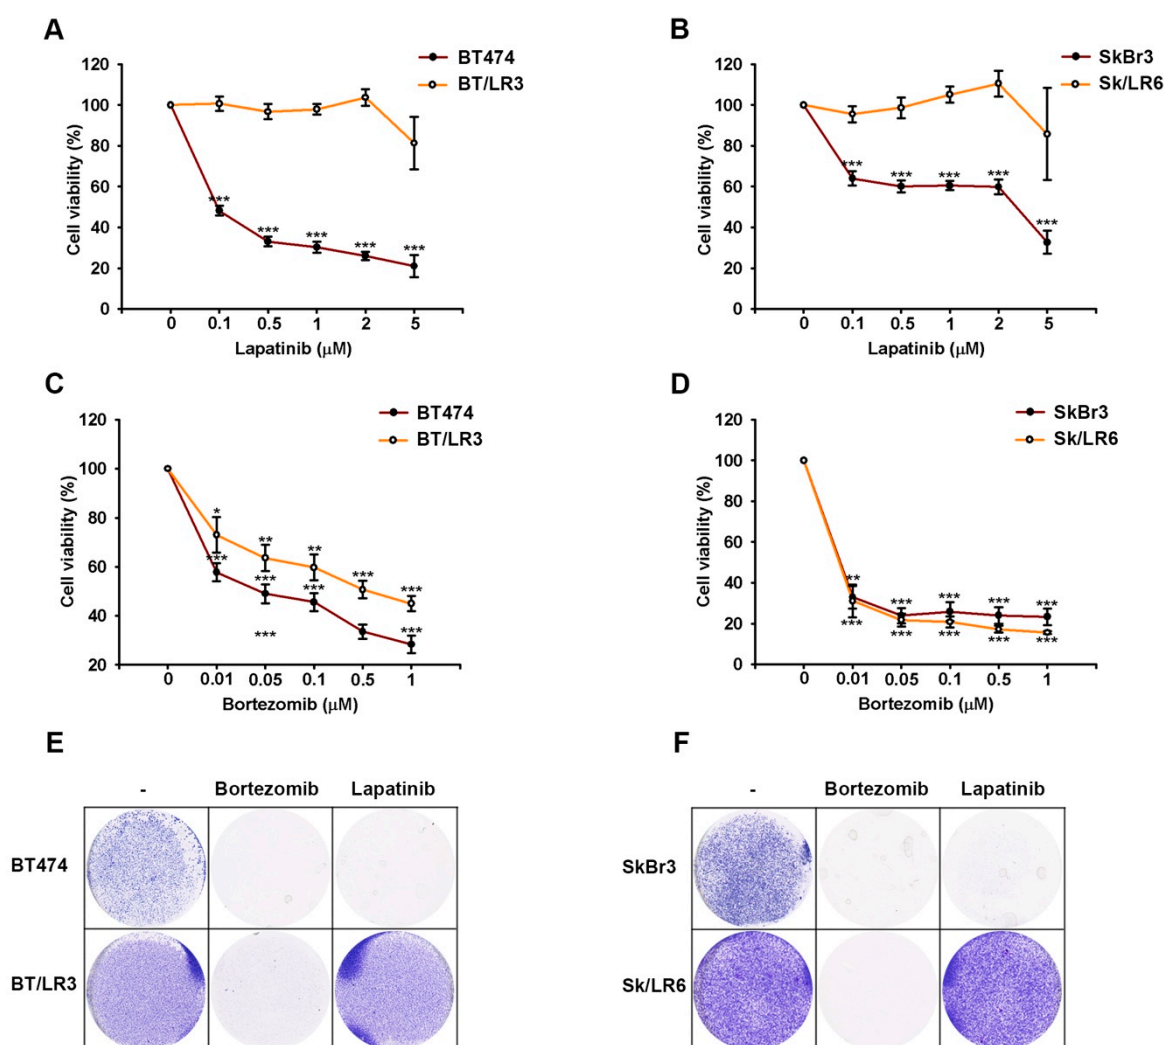 A
BT474
BT/LR3
120
100
80
60
40
20
0
Cell viability (%)
***
***
***
***
***
0 0.1 0.5 1 2 5
Lapatinib (μM)
B
SkBr3
Sk/LR6
120
100
80
60
40
20
0
Cell viability (%)
***
***
***
***
***
0 0.1 0.5 1 2 5
Lapatinib (μM)
C
BT474
BT/LR3
120
100
80
60
40
20
Cell viability (%)
*
**
**
***
***
***
***
***
***
***
0 0.01 0.05 0.1 0.5 1
Bortezomib (μM)
D
SkBr3
Sk/LR6
120
100
80
60
40
20
0
Cell viability (%)
**
***
***
***
***
***
***
***
***
***
0 0.01 0.05 0.1 0.5 1
Bortezomib (μM)
E
- Bortezomib Lapatinib
BT474
BT/LR3
F
- Bortezomib Lapatinib
SkBr3
Sk/LR6